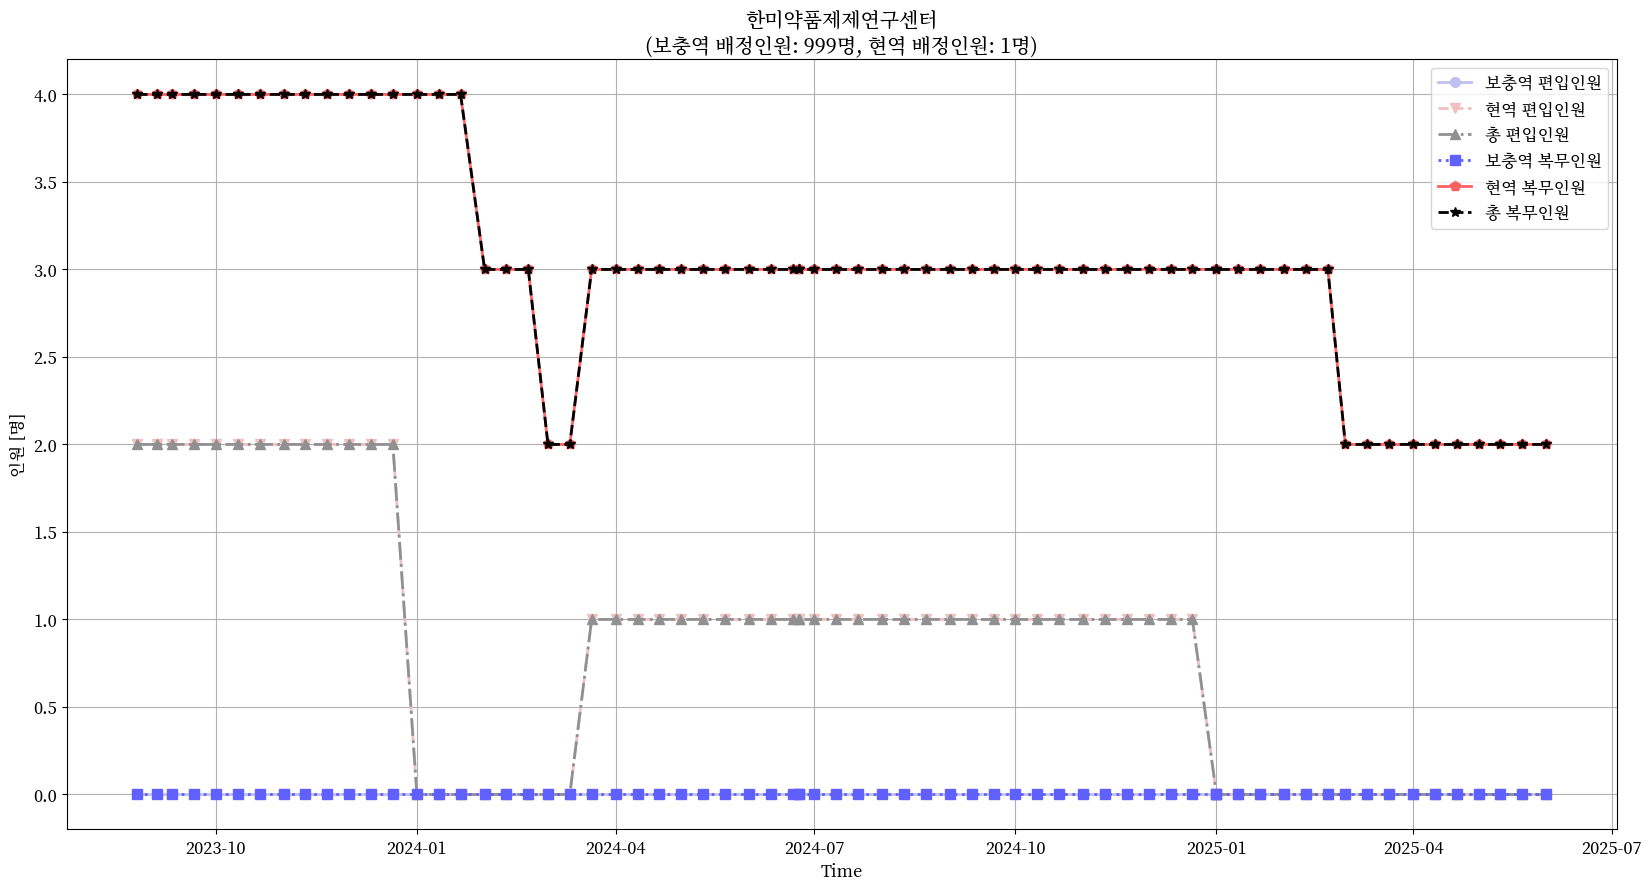 한미약품제제연구센터
(보충역 배정인원: 999명, 현역 배정인원: 1명)
보충역 편입인원
현역 편입인원
총 편입인원
보충역 복무인원
현역 복무인원
총 복무인원
인원 [명]
4.0
3.5
3.0
2.5
2.0
1.5
1.0
0.5
0.0
2023-10
2024-01
2024-04
2024-07
2024-10
2025-01
2025-04
2025-07
Time